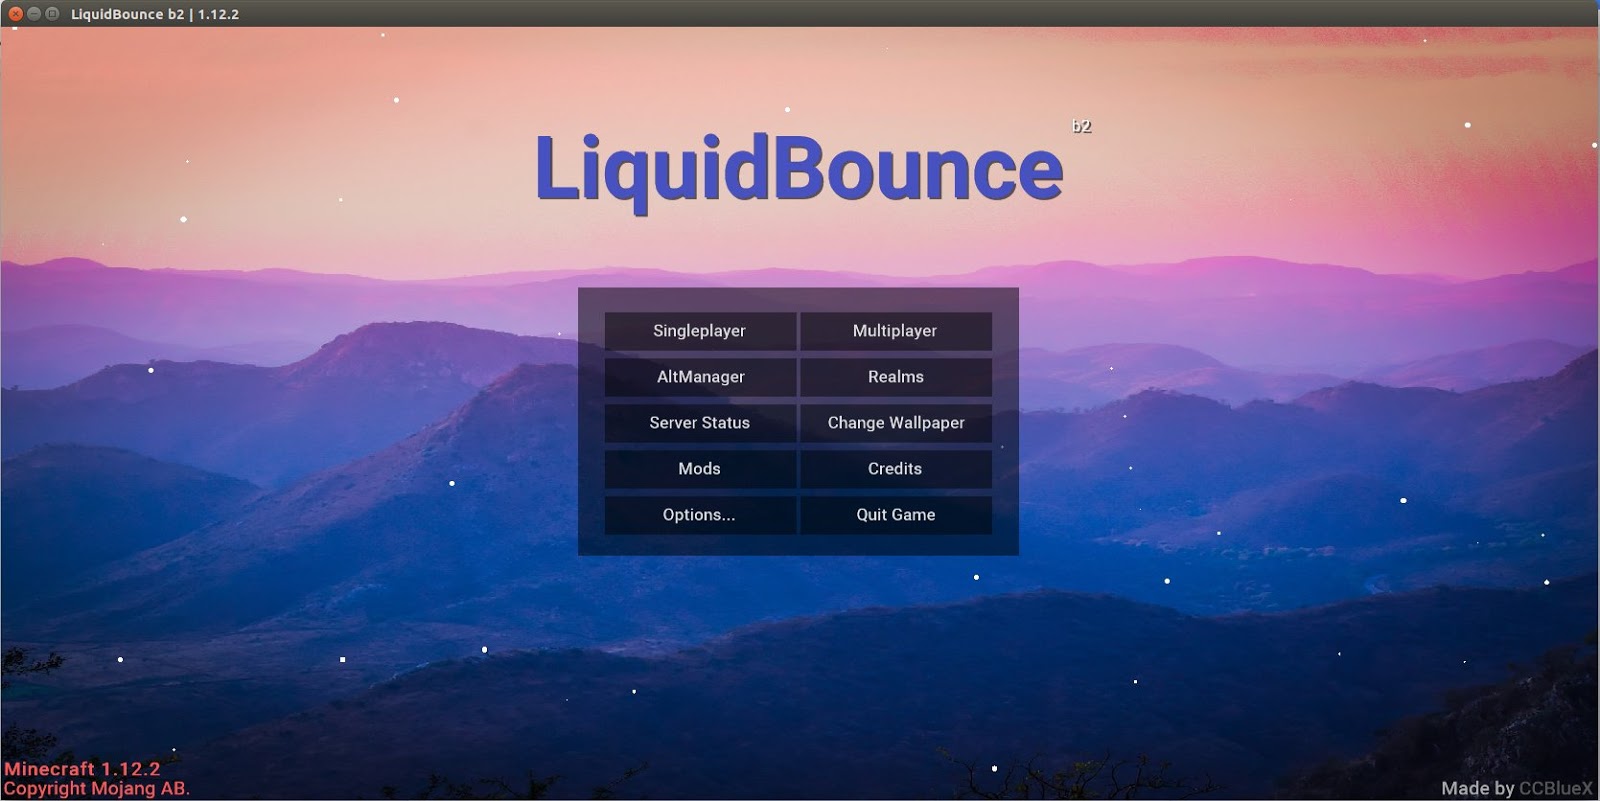 LiquidBounce b2 | 1.12.2
b2
LiquidBounce
Singleplayer
Multiplayer
AltManager
Realms
Server Status
Change Wallpaper
Mods
Credits
Options...
Quit Game
Minecraft 1.12.2
Copyright Mojang AB.
Made by CCBlueX